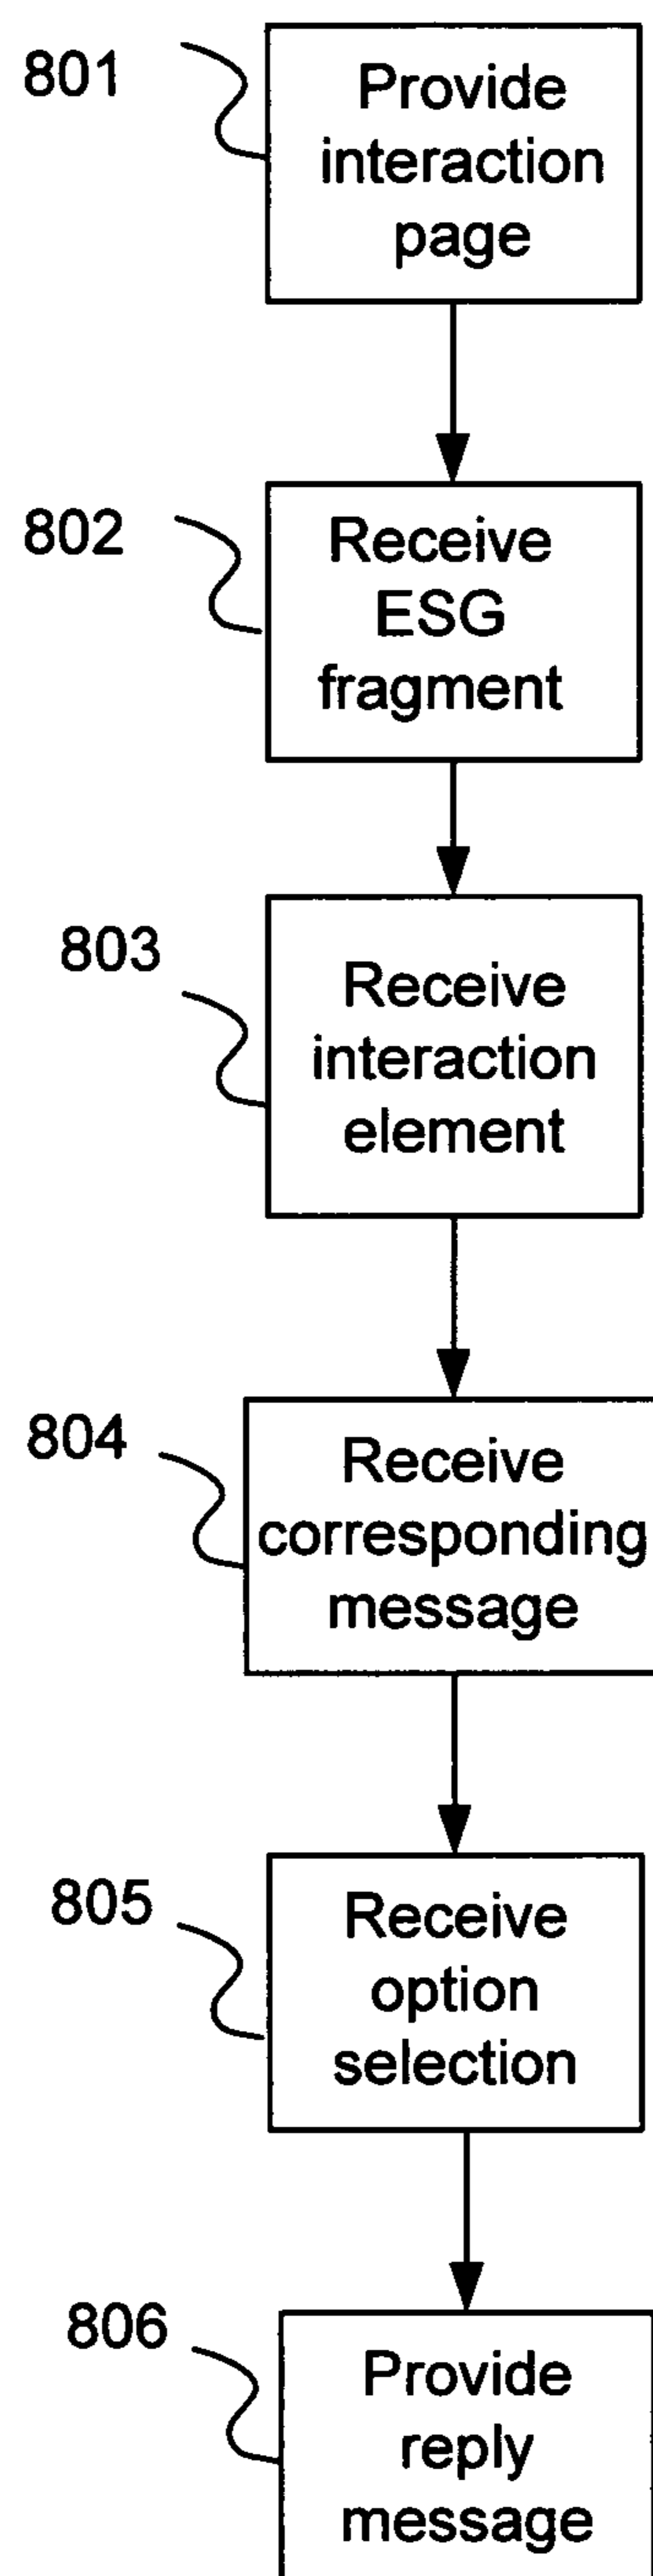 801
Provide
interaction
page
802
Receive
ESG
fragment
803
Receive
interaction
element
804
Receive
corresponding
message
805
Receive
option
selection
806
Provide
reply
message